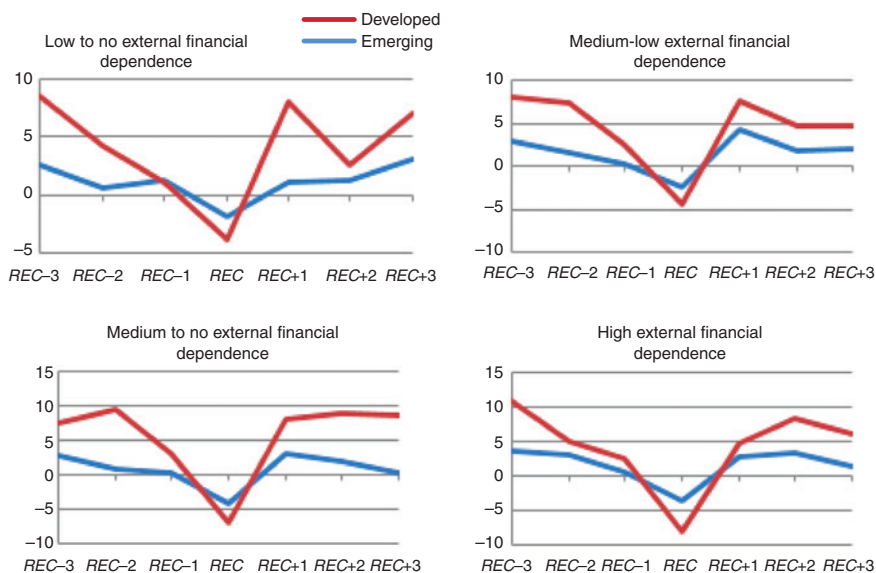 Developed
Emerging
Low to no external financial
dependence
10
5
0
–5
REC–3 REC–2 REC–1 REC REC+1 REC+2 REC+3
Medium-low external financial
dependence
10
5
0
–5
–10
REC–3 REC–2 REC–1 REC REC+1 REC+2 REC+3
Medium to no external financial
dependence
15
10
5
0
–5
–10
REC–3 REC–2 REC–1 REC REC+1 REC+2 REC+3
High external financial
dependence
15
10
5
0
–5
–10
REC–3 REC–2 REC–1 REC REC+1 REC+2 REC+3